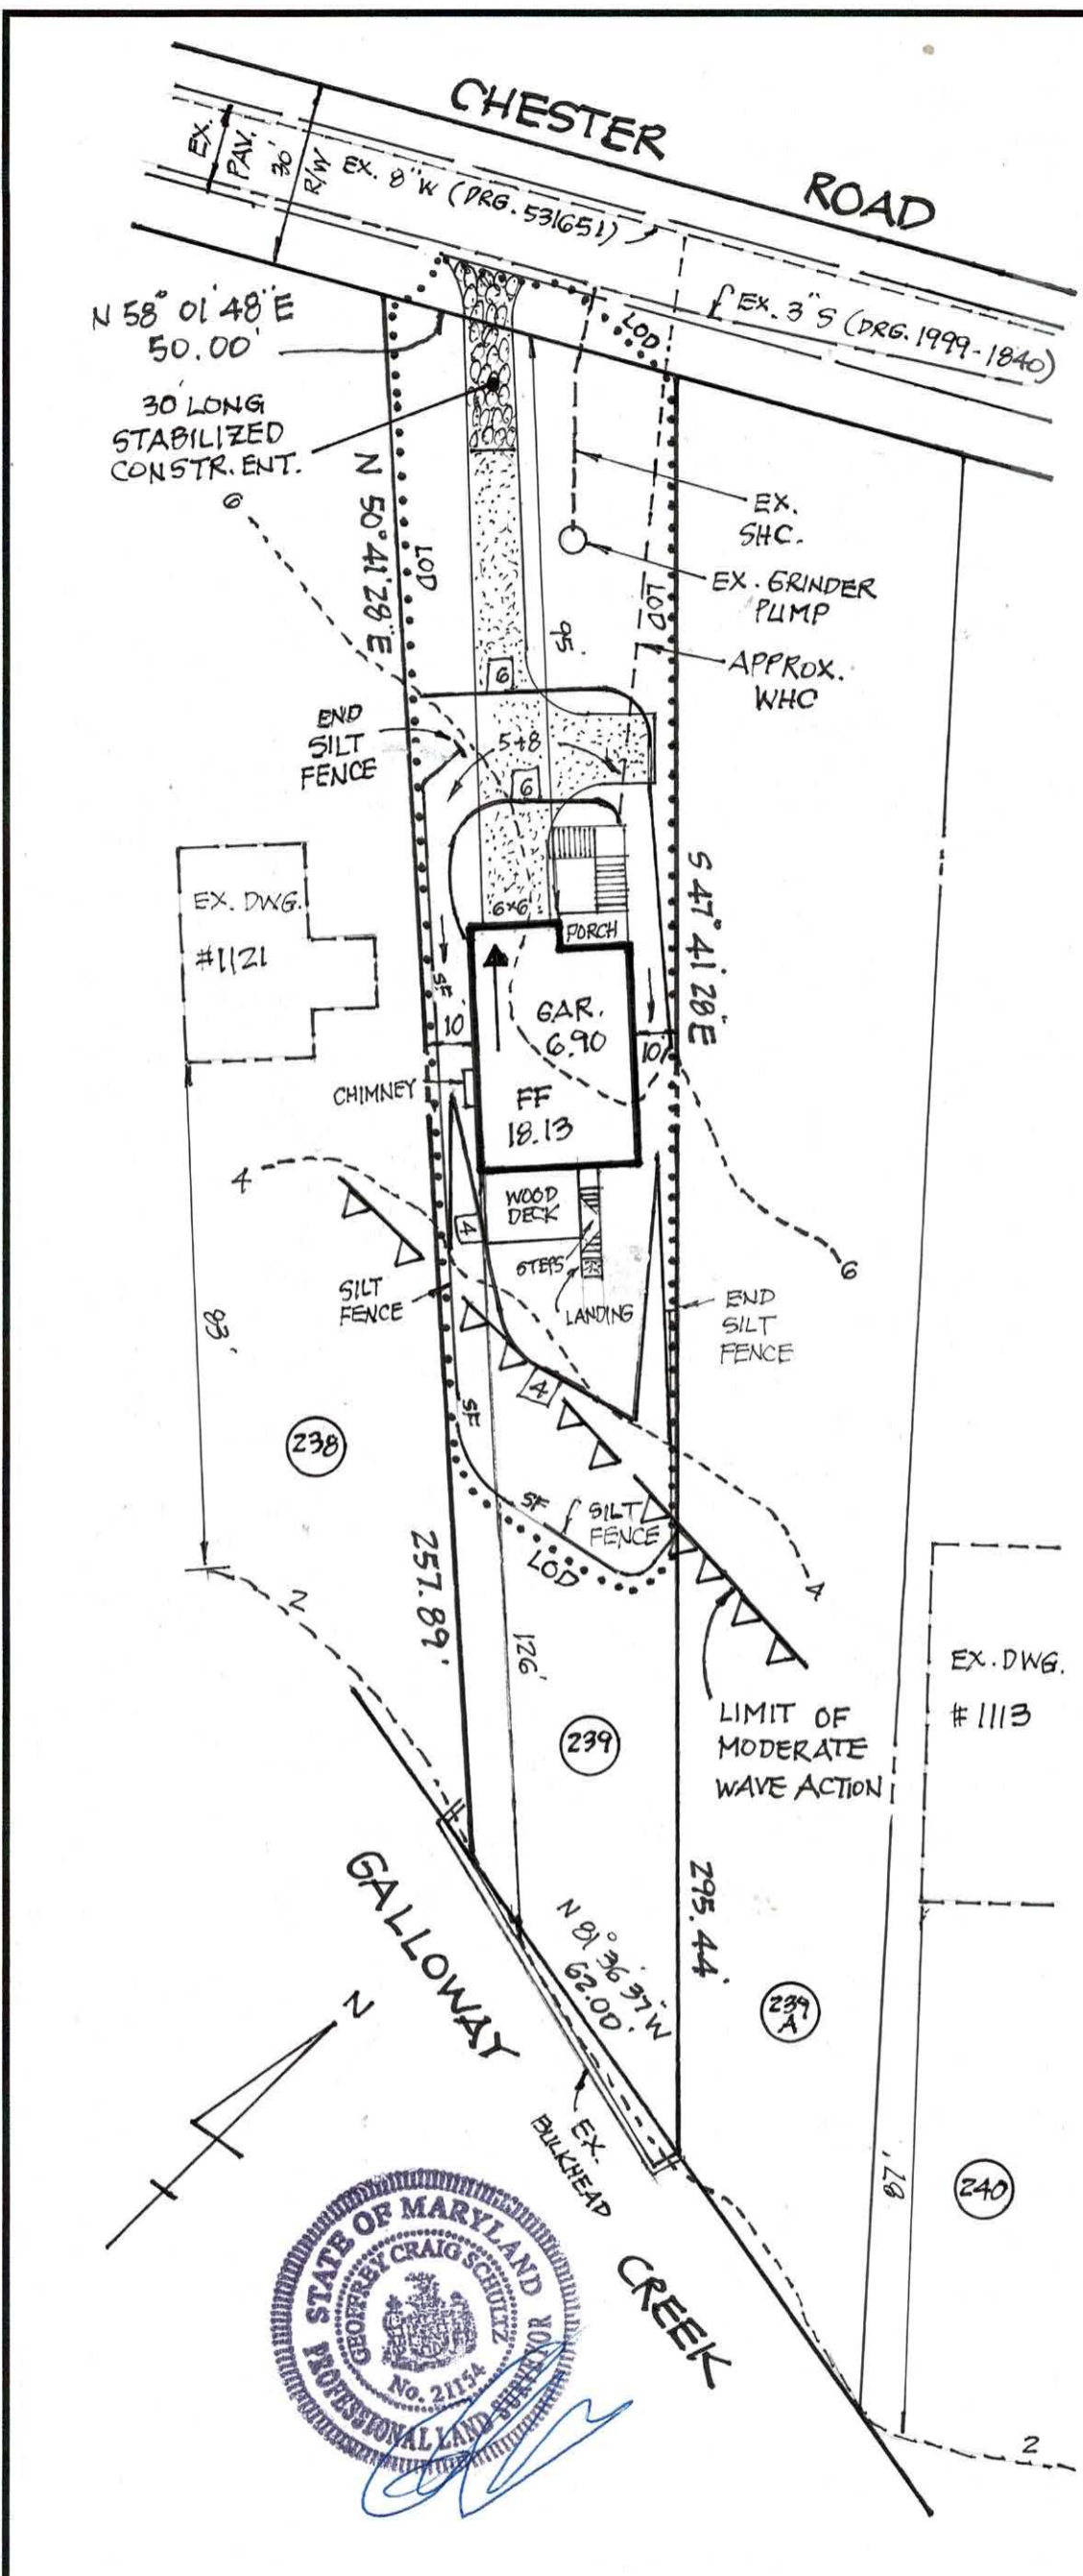 CHESTER
ROAD
EX.
PAV.
30'
R/W
EX. 8"W (DRG. 531651)
EX. 3"S (DRG. 1999-1840)
N 58° 01' 48" E
50.00'
30' LONG
STABILIZED
CONSTR. ENT.
LOD
6
N 50° 41' 28" E
LOD
EX.
SHC.
EX. GRINDER
PUMP
LOD
95'
APPROX.
WHC
6
END
SILT
FENCE
5+8
6
EX. DWG.
#1121
6x6
PORCH
S 47° 41' 28" E
SF
10'
GAR.
6.90
10'
CHIMNEY
FF
18.13
4
WOOD
DECK
4
STEPS
6
SILT
FENCE
LANDING
END
SILT
FENCE
83'
4
SF
238
SF
SILT
FENCE
LOD
4
2
257.89'
126'
EX. DWG.
#1113
LIMIT OF
MODERATE
WAVE ACTION
239
GALLOWAY
N 81° 36' 37" W
62.00'
295.44'
N
239
A
EX.
BULKHEAD
87'
240
CREEK
STATE OF MARYLAND
GEOFFREY CRAIG SCHULTZ
No. 21154
PROFESSIONAL LAND SURVEYOR
2